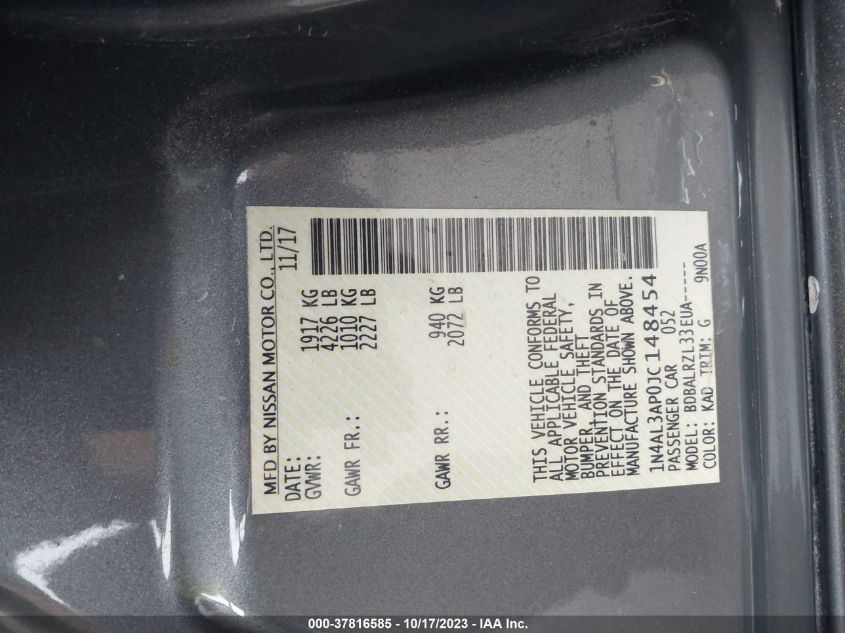 MFD BY NISSAN MOTOR CO., LTD.
DATE: 11/17
GVWR: 1917 KG
4226 LB
GAWR FR.: 1010 KG
2227 LB
GAWR RR.: 940 KG
2072 LB
THIS VEHICLE CONFORMS TO
ALL APPLICABLE FEDERAL
MOTOR VEHICLE SAFETY,
BUMPER, AND THEFT
PREVENTION STANDARDS IN
EFFECT ON THE DATE OF
MANUFACTURE SHOWN ABOVE.
1N4AL3AP0JC148454
PASSENGER CAR 052
MODEL: BDBALRZL33EUA-----
COLOR: KAD TRIM: G 9N00A
000-37816585 - 10/17/2023 - IAA Inc.